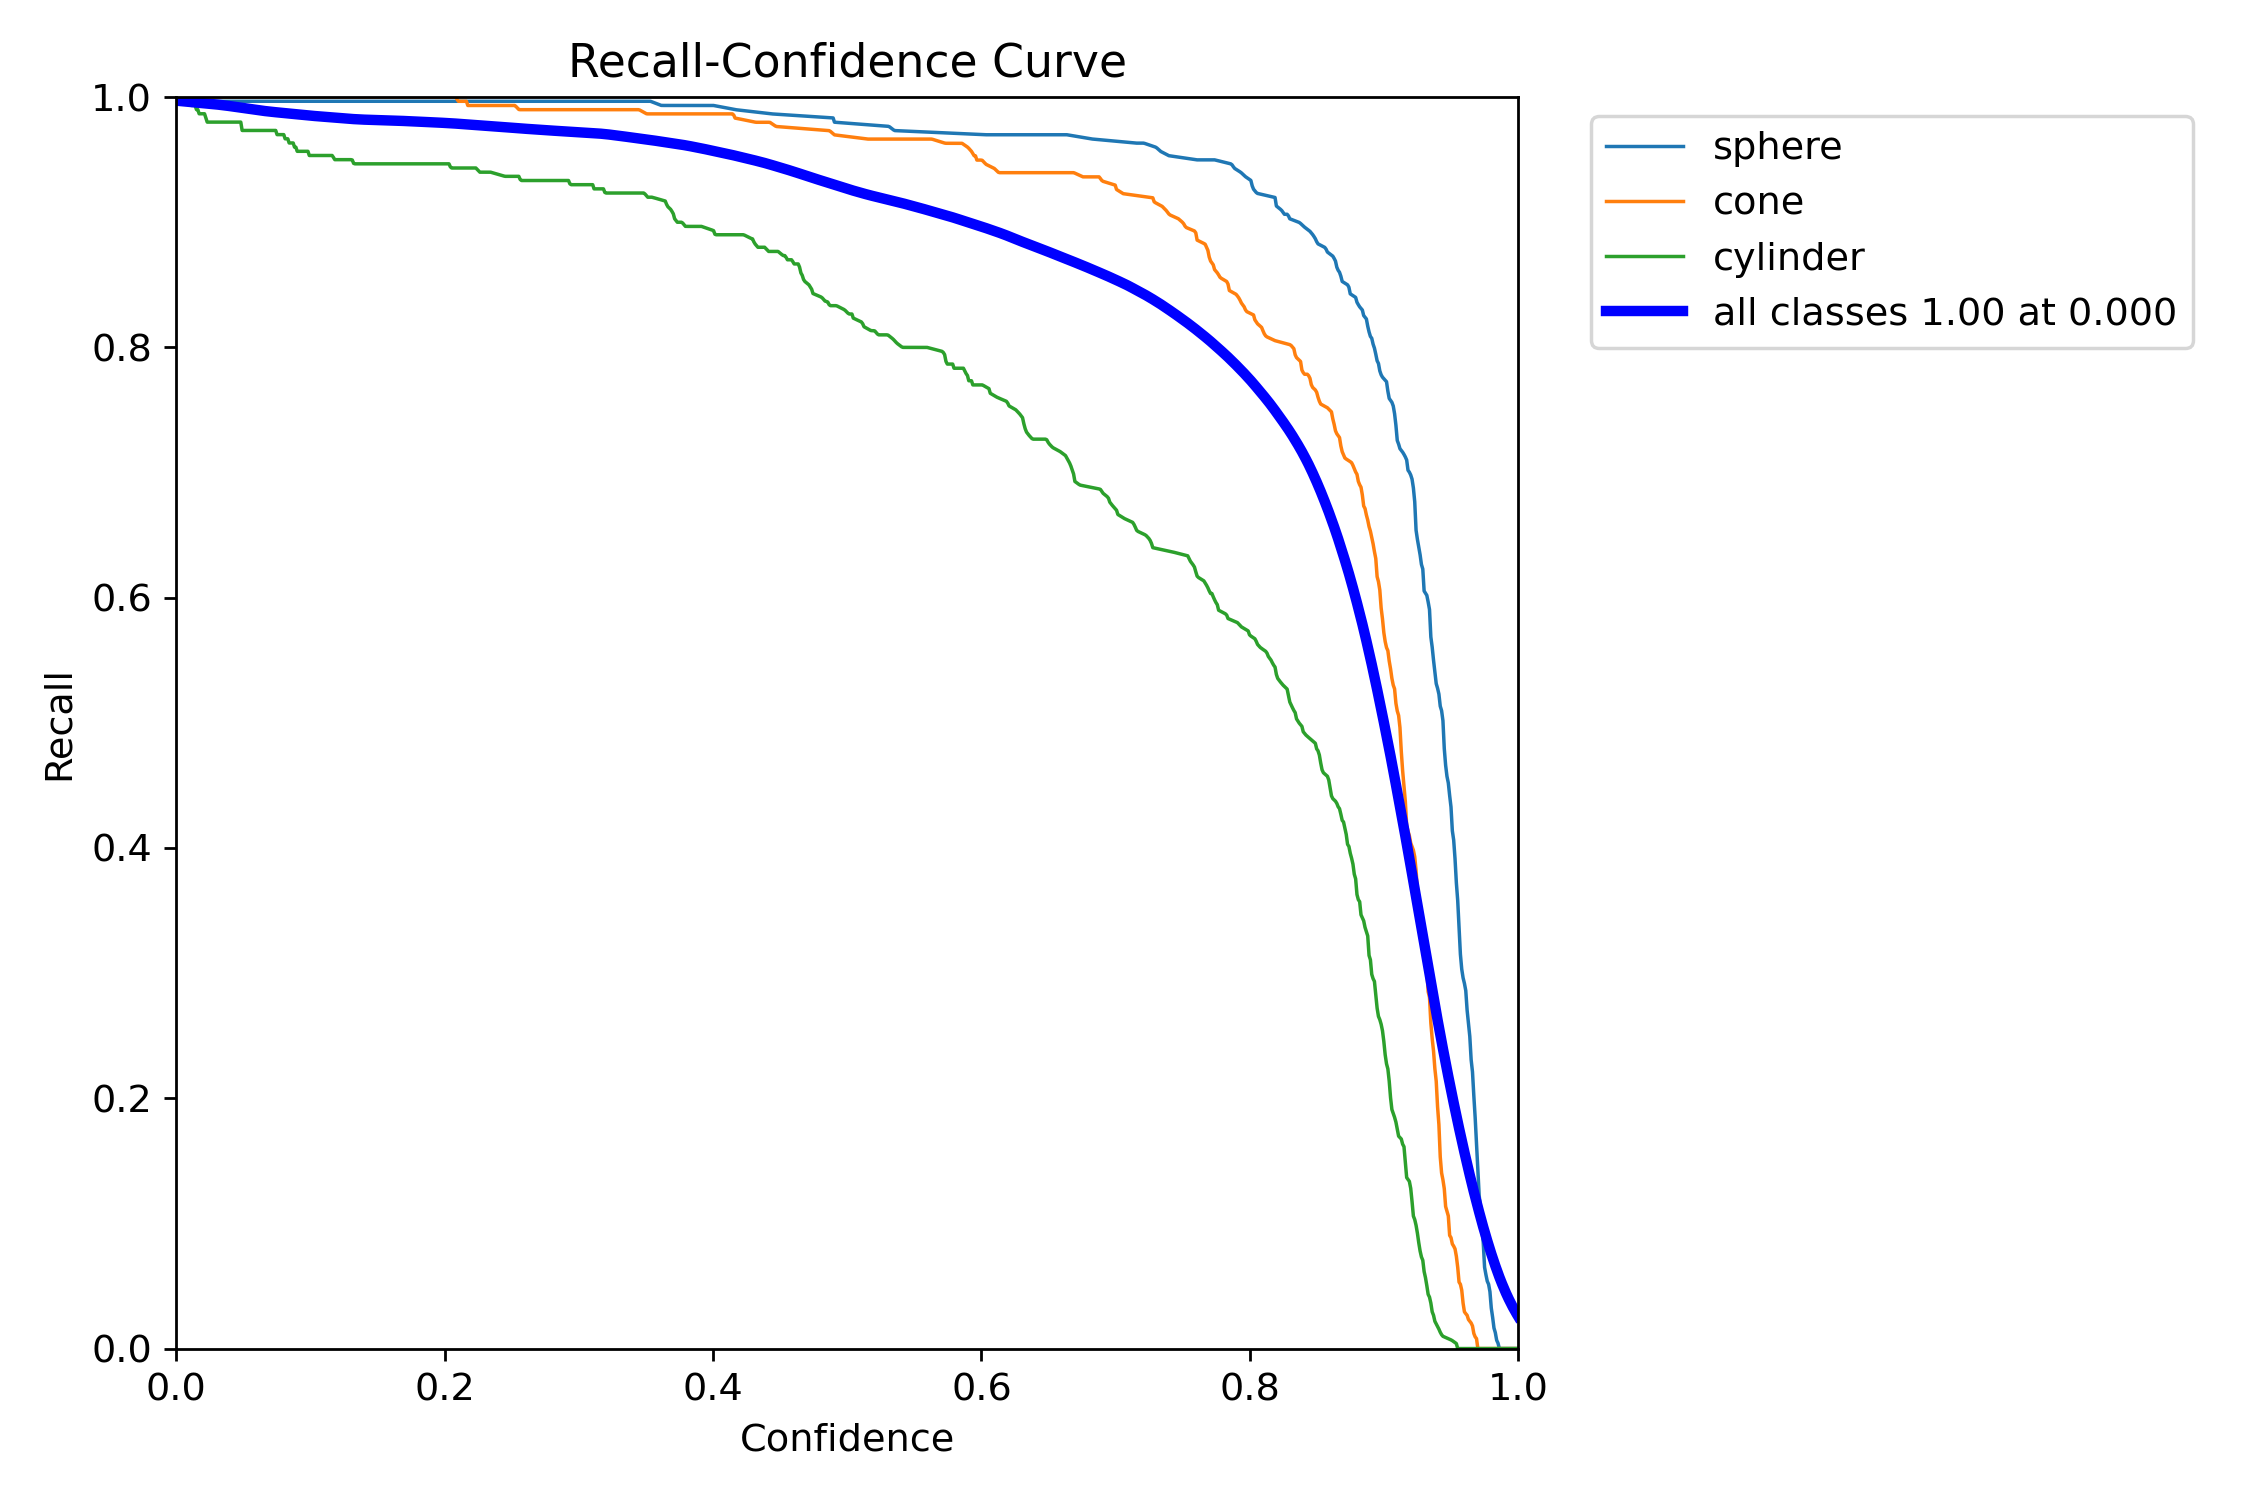 Recall-Confidence Curve
1.0
0.8
0.6
0.4
0.2
0.0
Recall
0.0 0.2 0.4 0.6 0.8 1.0
Confidence
sphere
cone
cylinder
all classes 1.00 at 0.000